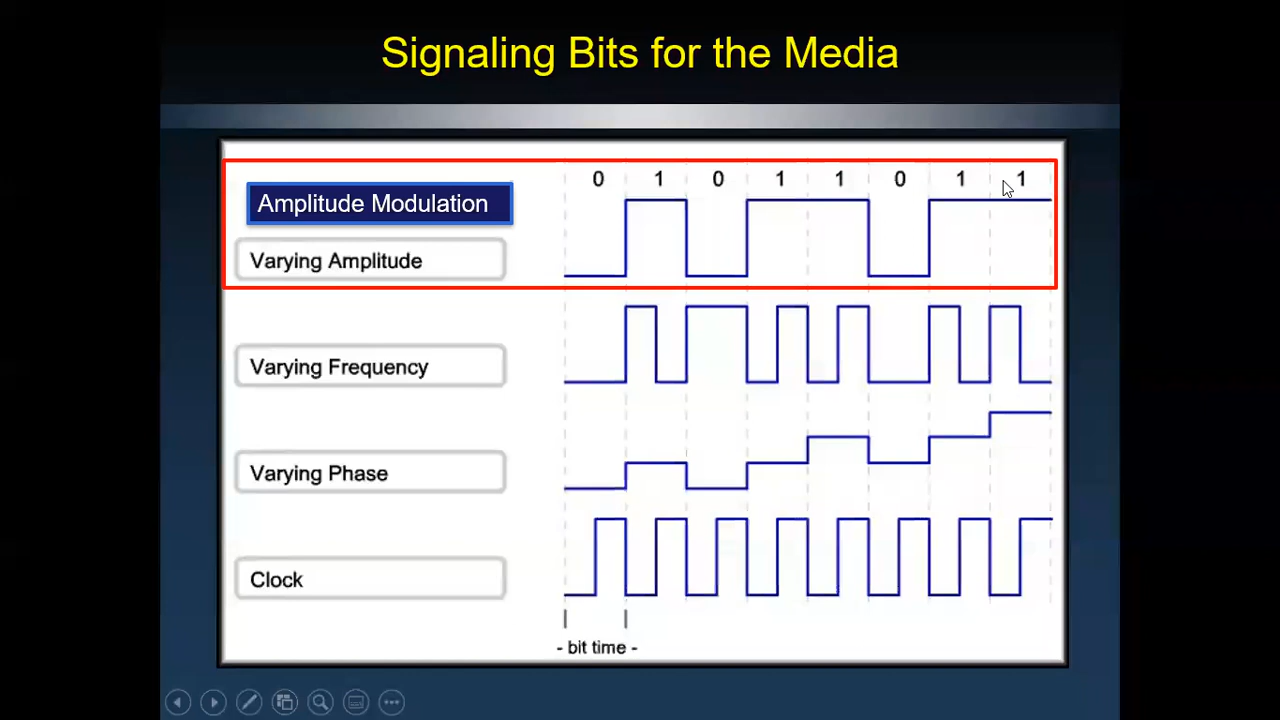 Signaling Bits for the Media
0 1 0 1 1 0 1 1
Amplitude Modulation
Varying Amplitude
Varying Frequency
Varying Phase
Clock
- bit time -